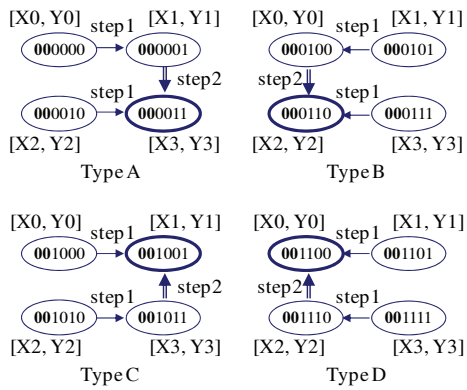 [X0, Y0] [X1, Y1] [X0, Y0] [X1, Y1]
step1 step1
000000 000001 000100 000101
step2 step2
step1 step1
000010 000011 000110 000111
[X2, Y2] [X3, Y3] [X2, Y2] [X3, Y3]
Type A Type B
[X0, Y0] [X1, Y1] [X0, Y0] [X1, Y1]
step1 step1
001000 001001 001100 001101
step1 step2 step2 step1
001010 001011 001110 001111
[X2, Y2] [X3, Y3] [X2, Y2] [X3, Y3]
Type C Type D